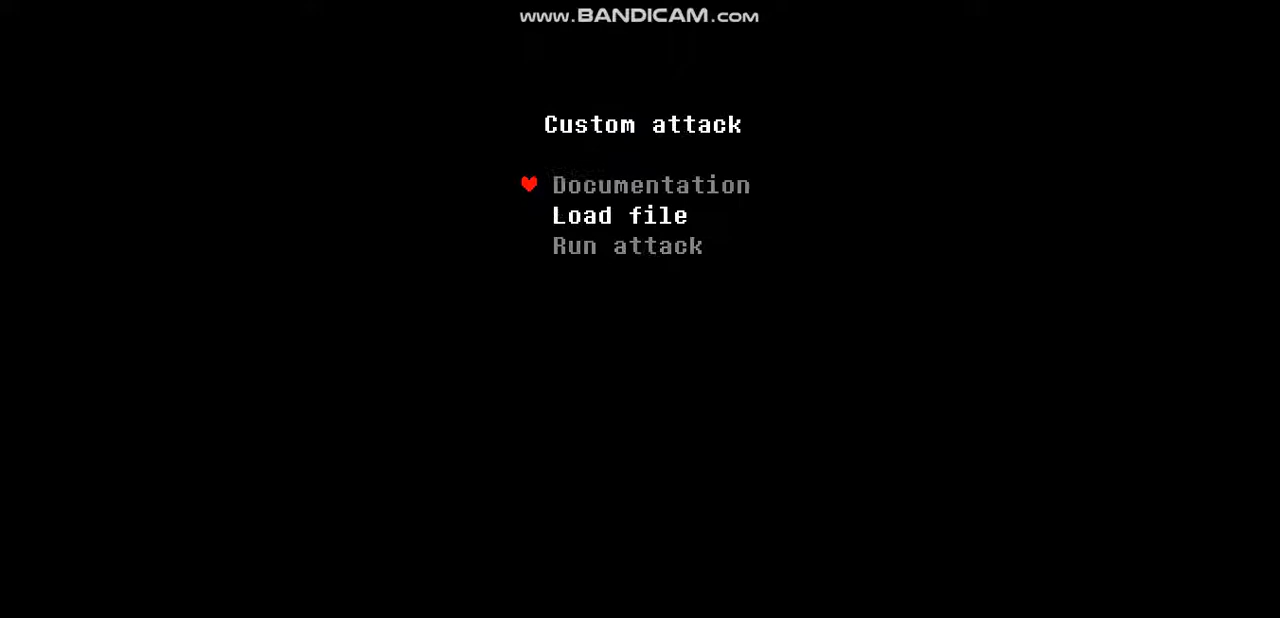 www.BANDICAM.com
Custom attack
Documentation
Load file
Run attack